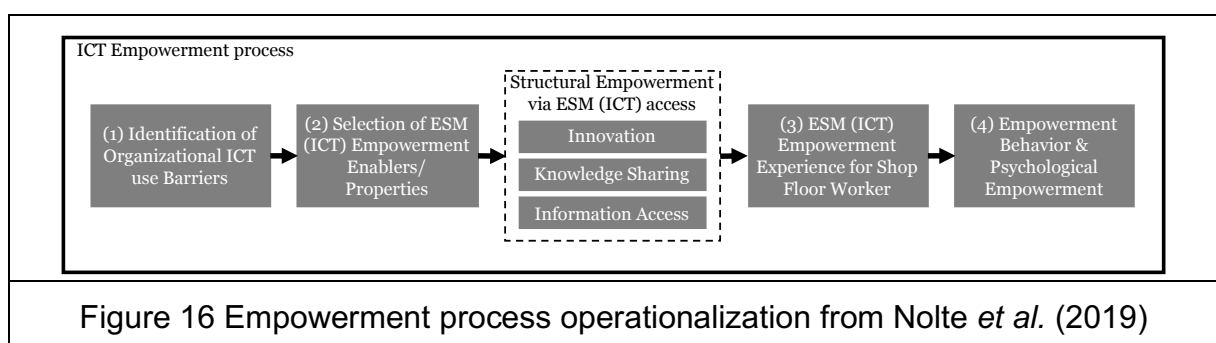 ICT Empowerment process
(1) Identification of
Organizational ICT
use Barriers
(2) Selection of ESM
(ICT) Empowerment
Enablers/
Properties
Structural Empowerment
via ESM (ICT) access
Innovation
Knowledge Sharing
Information Access
(3) ESM (ICT)
Empowerment
Experience for Shop
Floor Worker
(4) Empowerment
Behavior &
Psychological
Empowerment
Figure 16 Empowerment process operationalization from Nolte et al. (2019)